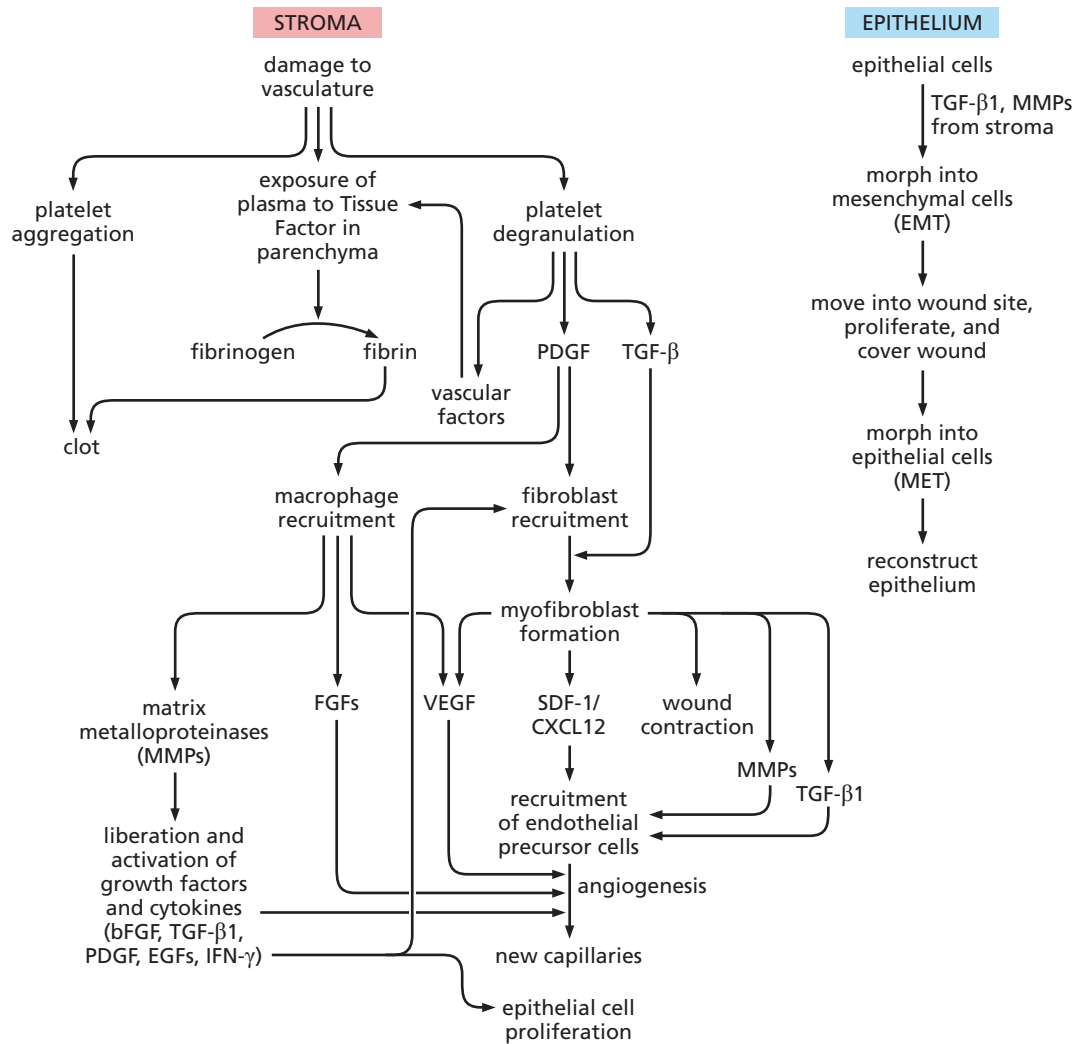 STROMA
damage to
vasculature
platelet
aggregation
exposure of
plasma to Tissue
Factor in
parenchyma
platelet
degranulation
fibrinogen
fibrin
vascular
factors
PDGF
TGF-β
clot
macrophage
recruitment
fibroblast
recruitment
myofibroblast
formation
matrix
metalloproteinases
(MMPs)
FGFs
VEGF
SDF-1/
CXCL12
wound
contraction
MMPs
TGF-β1
liberation and
activation of
growth factors
and cytokines
(bFGF, TGF-β1,
PDGF, EGFs, IFN-γ)
recruitment
of endothelial
precursor cells
angiogenesis
new capillaries
epithelial cell
proliferation
EPITHELIUM
epithelial cells
TGF-β1, MMPs
from stroma
morph into
mesenchymal cells
(EMT)
move into wound site,
proliferate, and
cover wound
morph into
epithelial cells
(MET)
reconstruct
epithelium